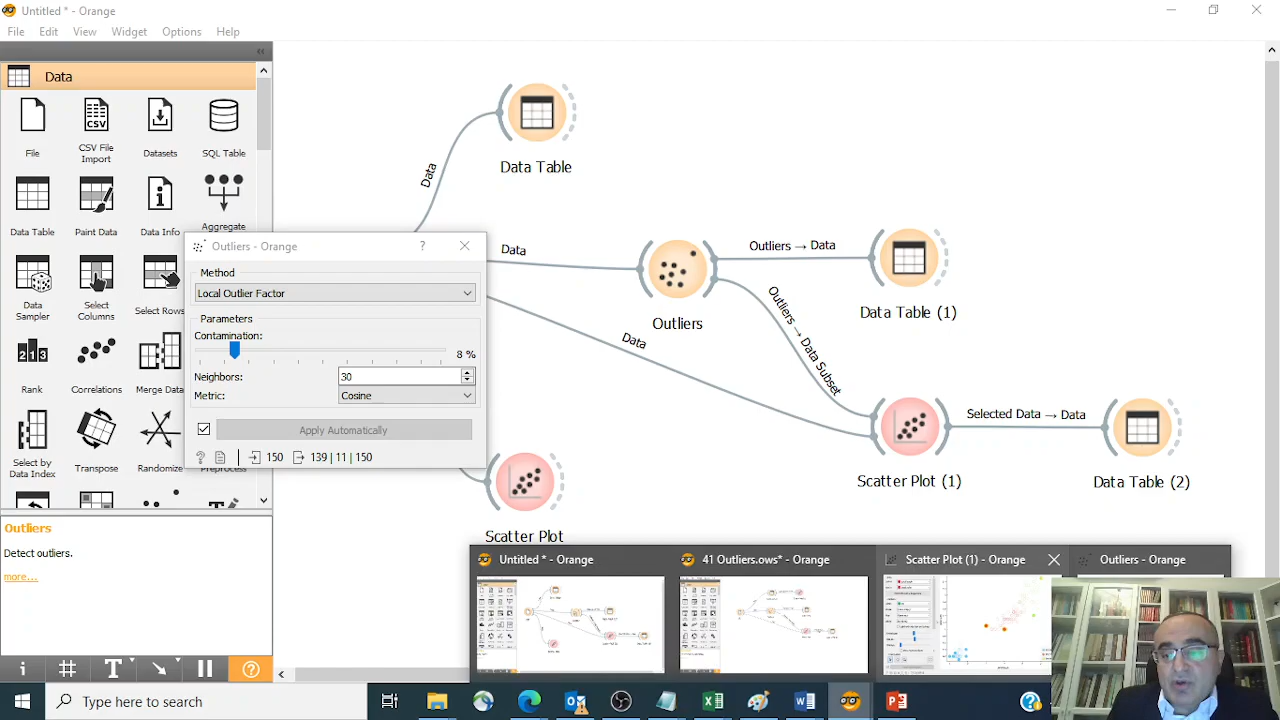 Untitled * - Orange
File Edit View Widget Options Help
Data
File
CSV File Import
Datasets
SQL Table
Data Table
Paint Data
Data Info
Aggregate
Data Sampler
Select Columns
Select Rows
Rank
Correlations
Merge Data
Select by Data Index
Transpose
Randomize
Preprocess
Outliers
Detect outliers.
more...
Data
Data Table
Data
Outliers
Outliers → Data
Data Table (1)
Outliers → Data Subset
Data
Scatter Plot (1)
Selected Data → Data
Data Table (2)
Scatter Plot
Outliers - Orange
Method
Local Outlier Factor
Parameters
Contamination:
8 %
Neighbors: 30
Metric: Cosine
Apply Automatically
150 139 | 11 | 150
Untitled * - Orange
41 Outliers.ows* - Orange
Scatter Plot (1) - Orange
Outliers - Orange
Type here to search